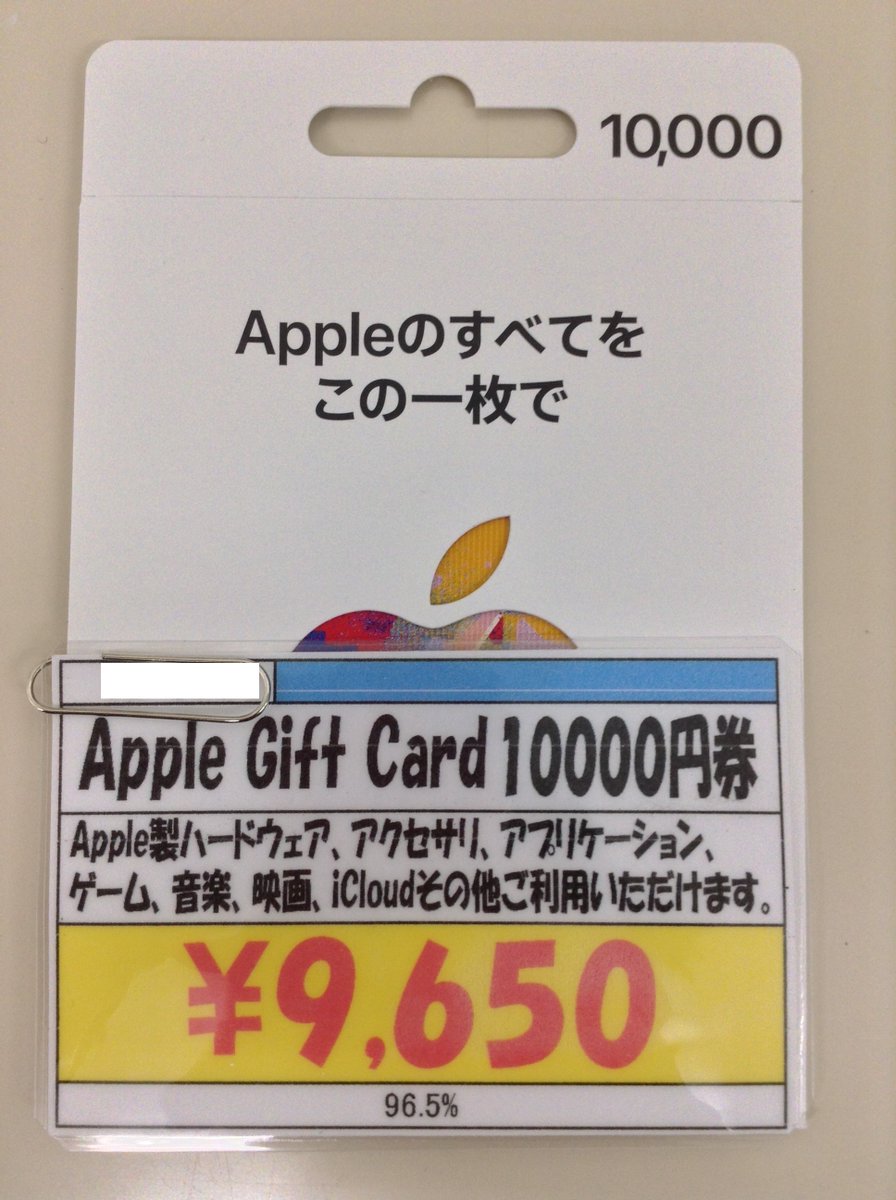 10,000
Appleのすべてを
この一枚で
Apple Gift Card 10000円券
Apple製ハードウェア、アクセサリ、アプリケーション、
ゲーム、音楽、映画、iCloudその他ご利用いただけます。
¥9,650
96.5%